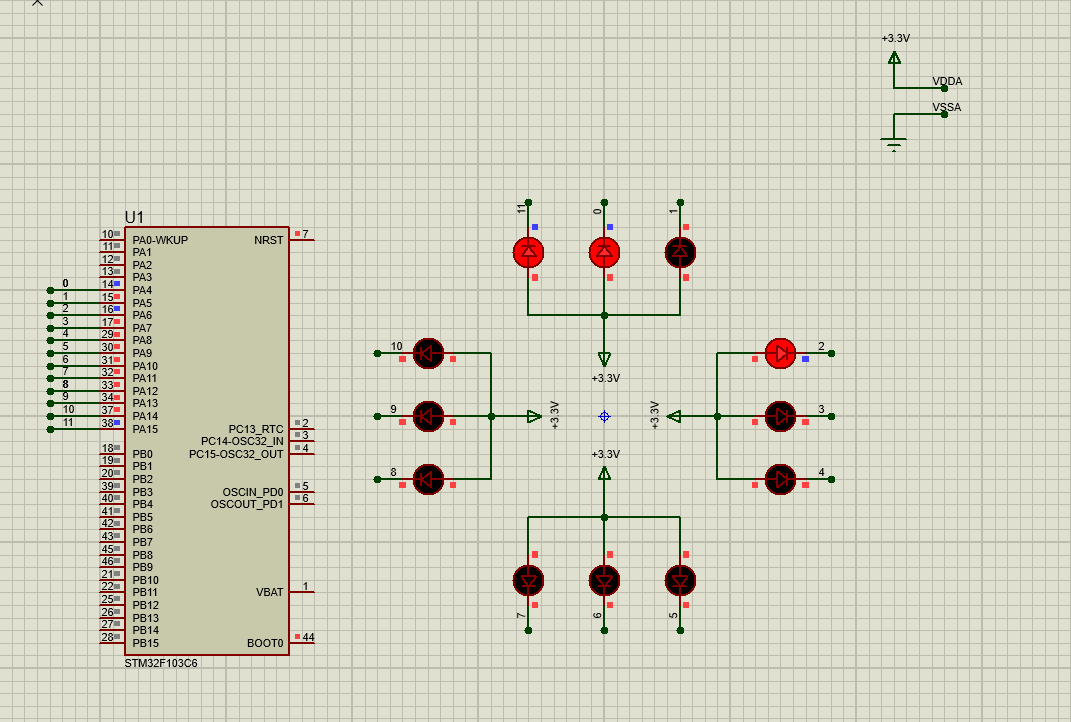 +3.3V
VDDA
VSSA
U1
10 PA0-WKUP NRST 7
11 PA1
12 PA2
13 PA3
0 14 PA4
1 15 PA5
2 16 PA6
3 17 PA7
4 29 PA8
5 30 PA9
6 31 PA10
7 32 PA11
8 33 PA12
9 34 PA13
10 37 PA14
11 38 PA15 PC13_RTC 2
PC14-OSC32_IN 3
18 PB0 PC15-OSC32_OUT 4
19 PB1
20 PB2
39 PB3 OSCIN_PD0 5
40 PB4 OSCOUT_PD1 6
41 PB5
42 PB6
43 PB7
45 PB8
46 PB9
21 PB10
22 PB11 VBAT 1
25 PB12
26 PB13
27 PB14
28 PB15 BOOT0 44
STM32F103C6
11 0 1
+3.3V
10
9 +3.3V
8
+3.3V 2
3
4
+3.3V
7 6 5